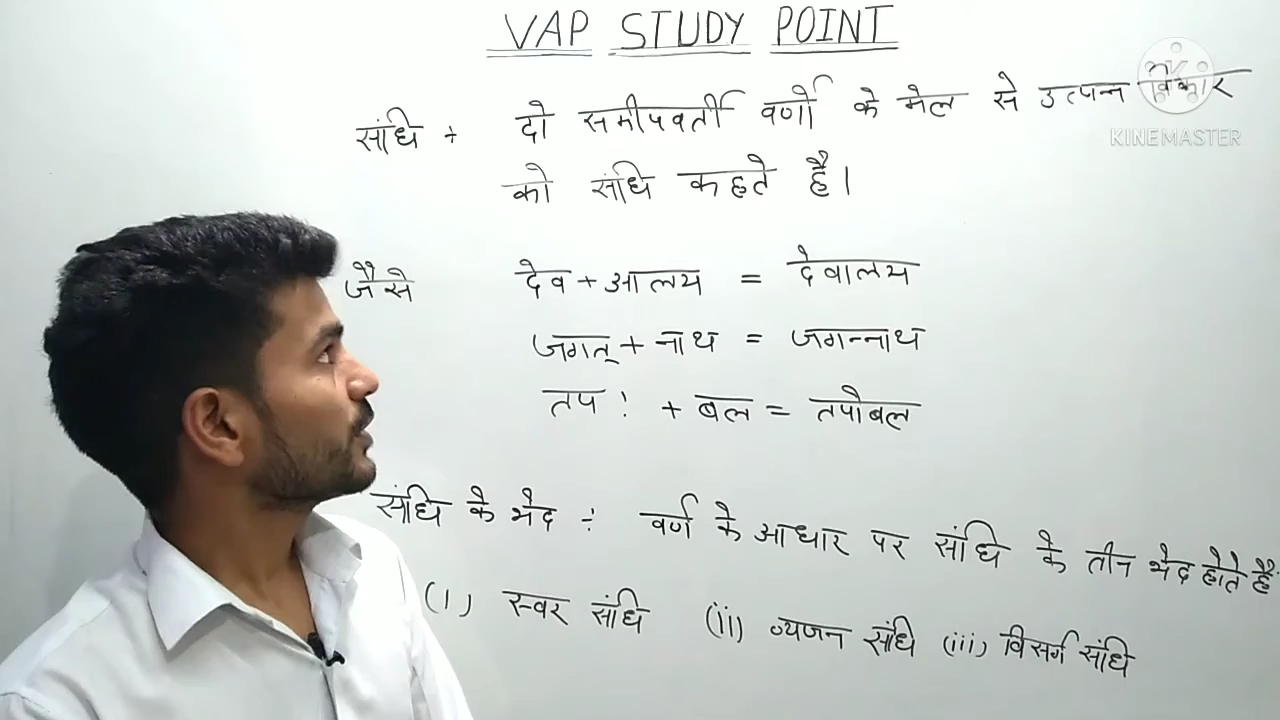 VAP STUDY POINT
संधि ÷ दो समीपवर्ती वर्णो के मेल से उत्पन्न विकार
को संधि कहते है।
KINEMASTER
जैसे देव + आलय = देवालय
जगत् + नाथ = जगन्नाथ
तप : + बल = तपोबल
संधि के भेद ÷ वर्ण के आधार पर संधि के तीन भेद होते है
(i) स्वर संधि (ii) व्यजन संधि (iii) विसर्ग संधि